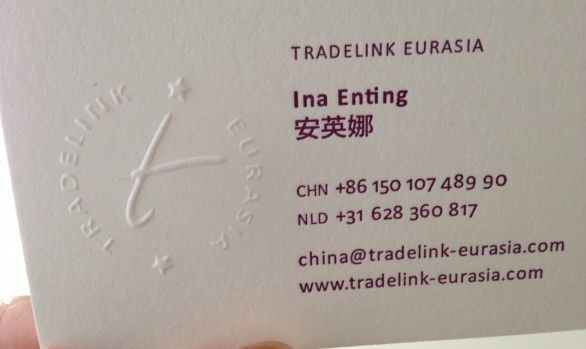 TRADELINK EURASIA
TRADELINK EURASIA
Ina Enting
安英娜
CHN +86 150 107 489 90
NLD +31 628 360 817
china@tradelink-eurasia.com
www.tradelink-eurasia.com